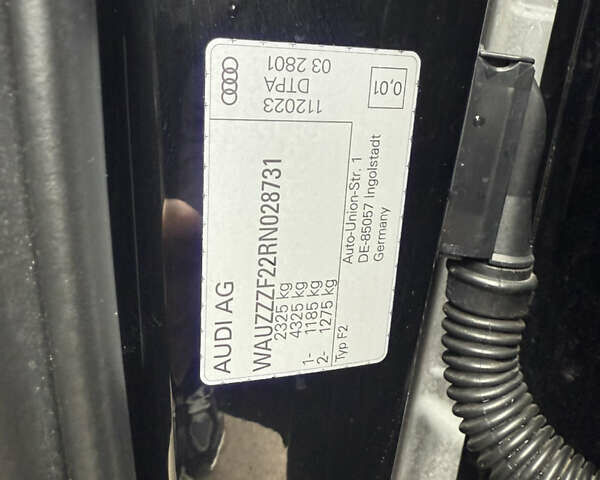 AUDI AG
WAUZZZF22RN028731
2325 kg
4325 kg
1- 1185 kg
2- 1275 kg
Typ F2
112023
DTPA
03 2801
Auto-Union-Str. 1
DE-85057 Ingolstadt
Germany
0,01